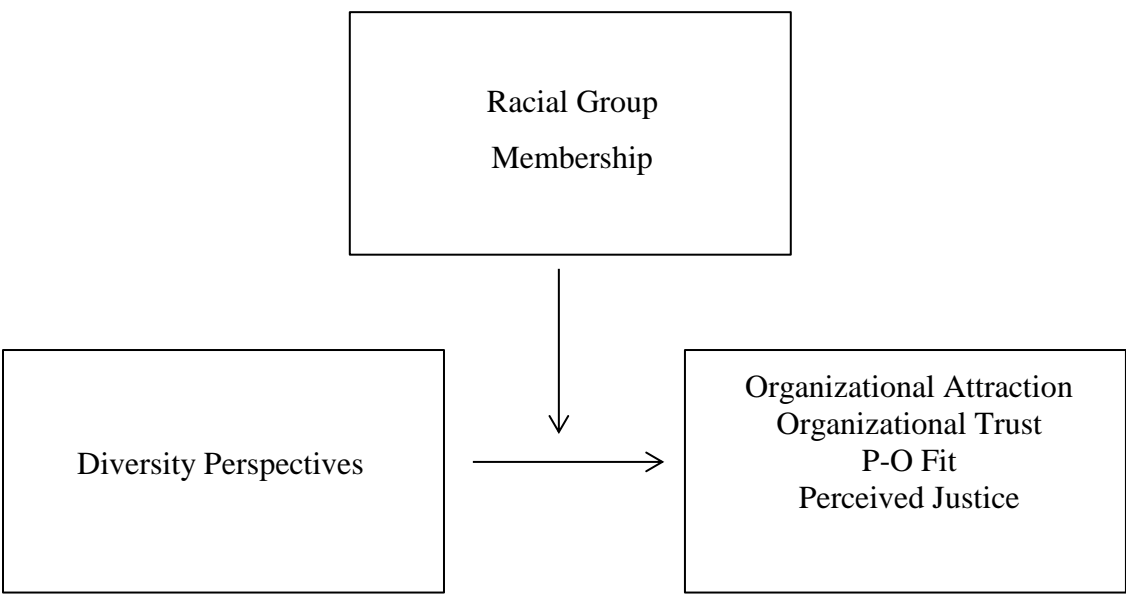 Racial Group
Membership
Diversity Perspectives
Organizational Attraction
Organizational Trust
P-O Fit
Perceived Justice